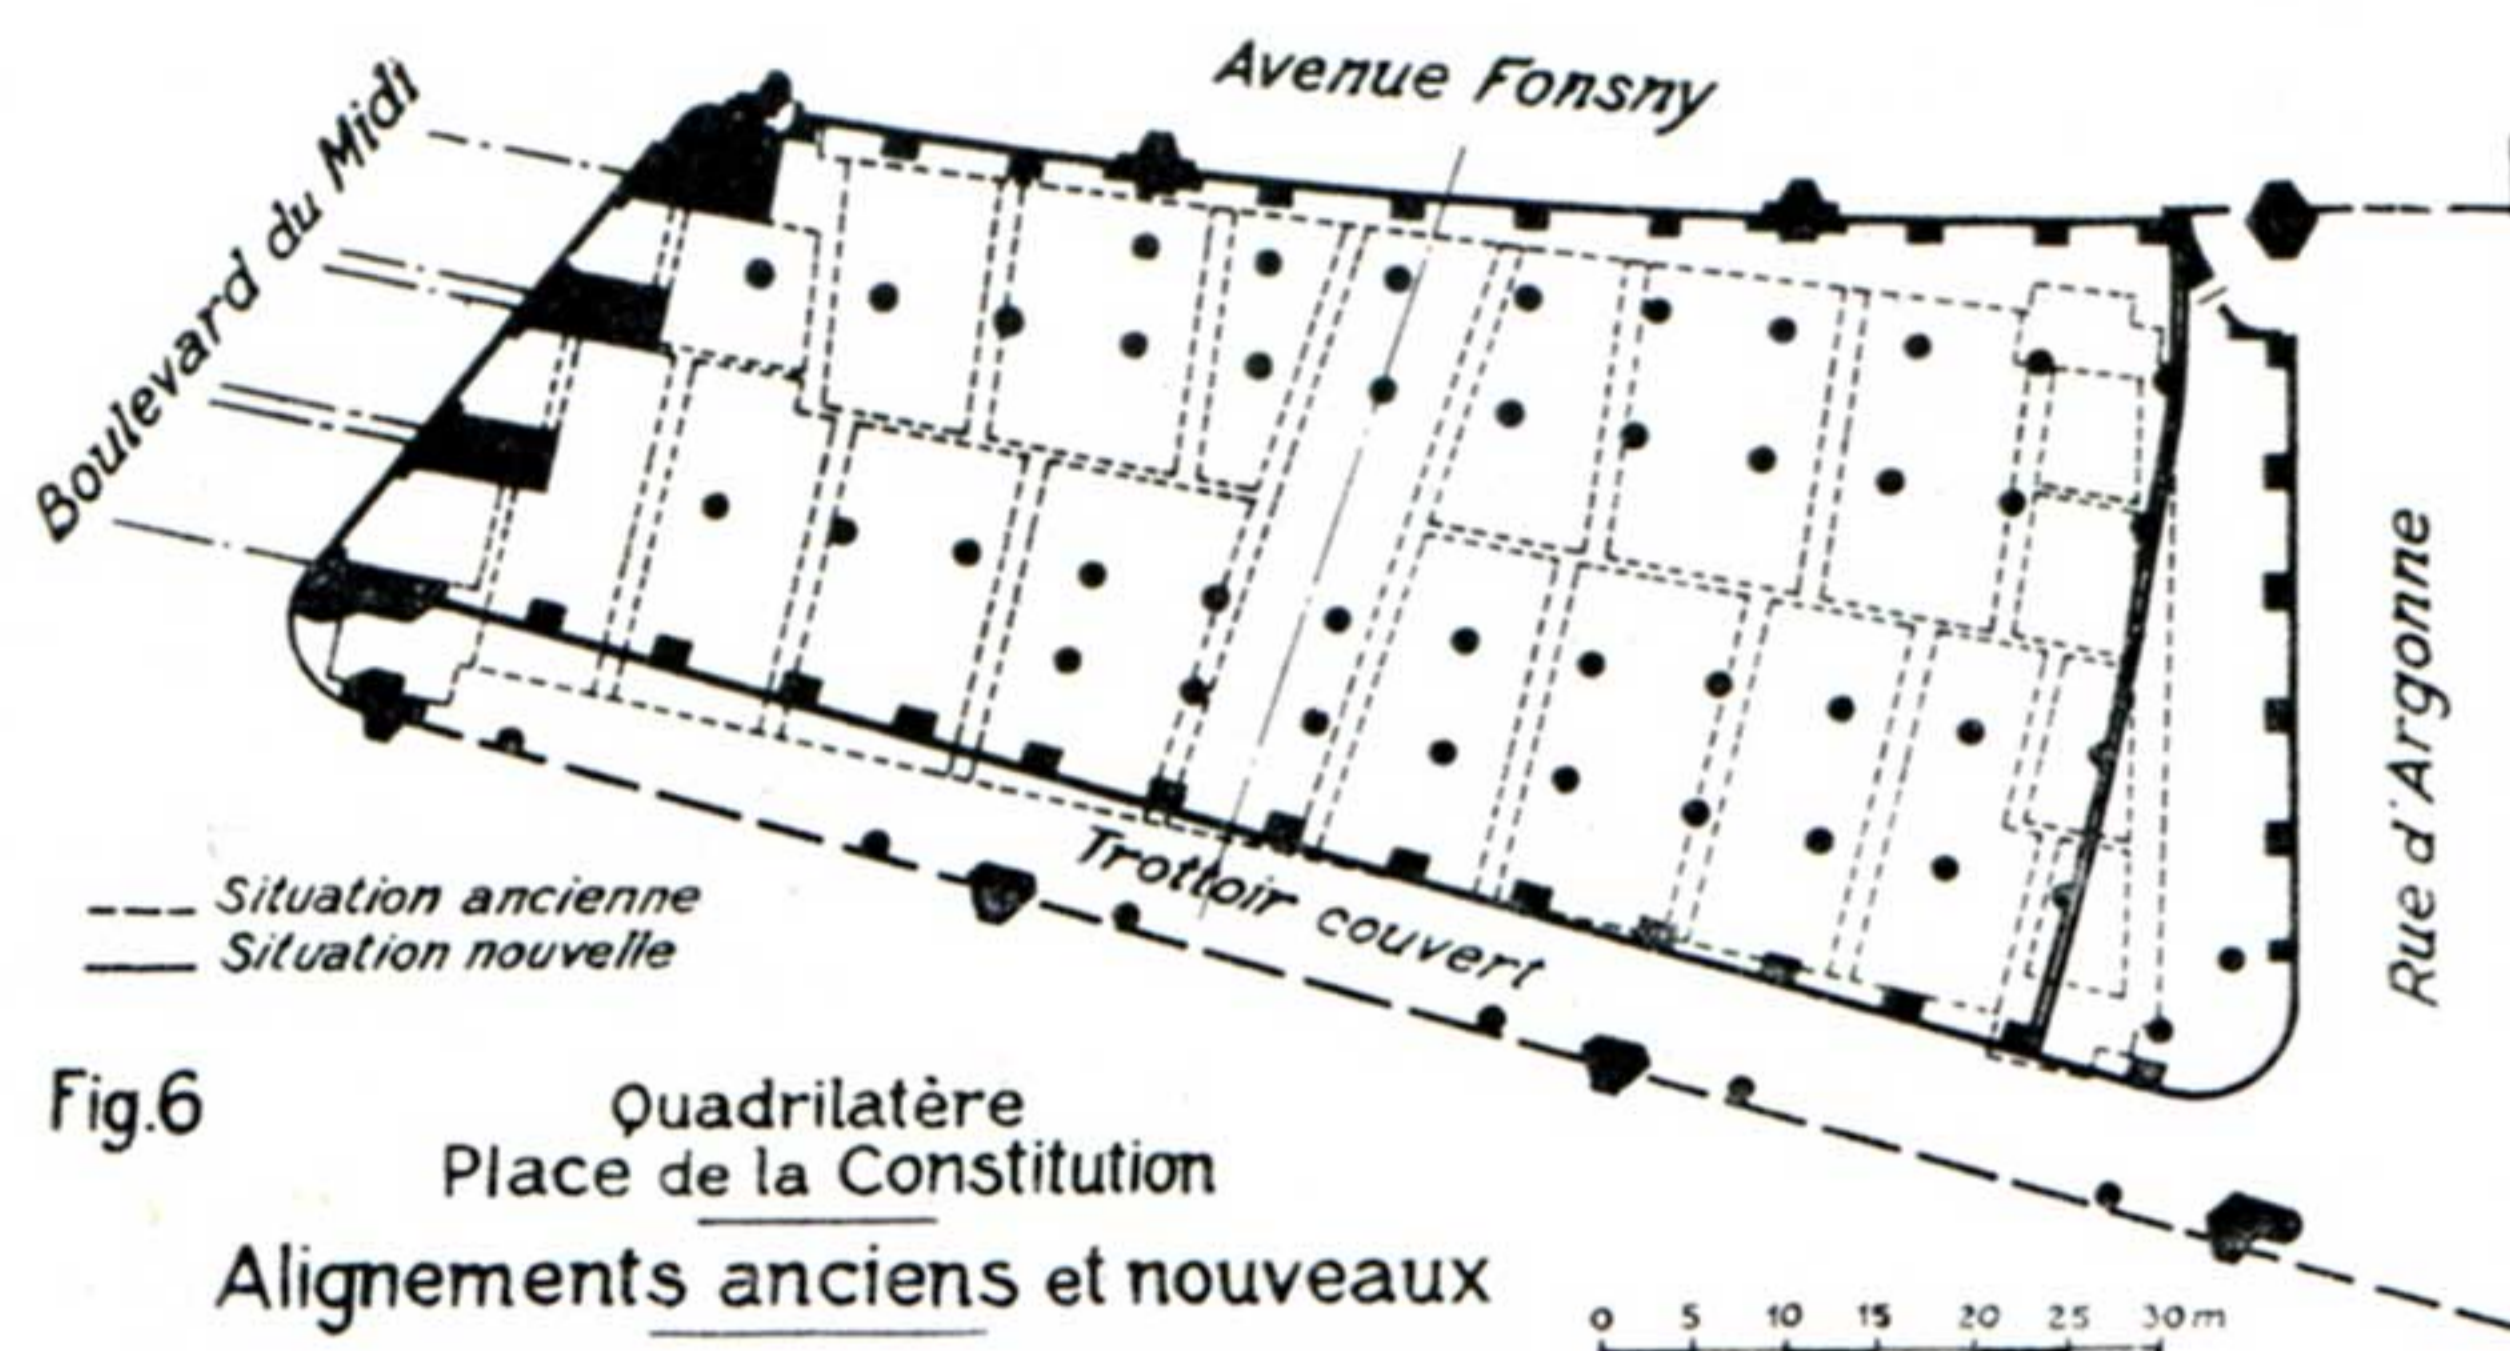 Avenue Fonsny
Boulevard du Midi
Rue d'Argonne
Trottoir couvert
Situation ancienne
Situation nouvelle
Fig.6
Quadrilatère
Place de la Constitution
Alignements anciens et nouveaux
0 5 10 15 20 25 30m